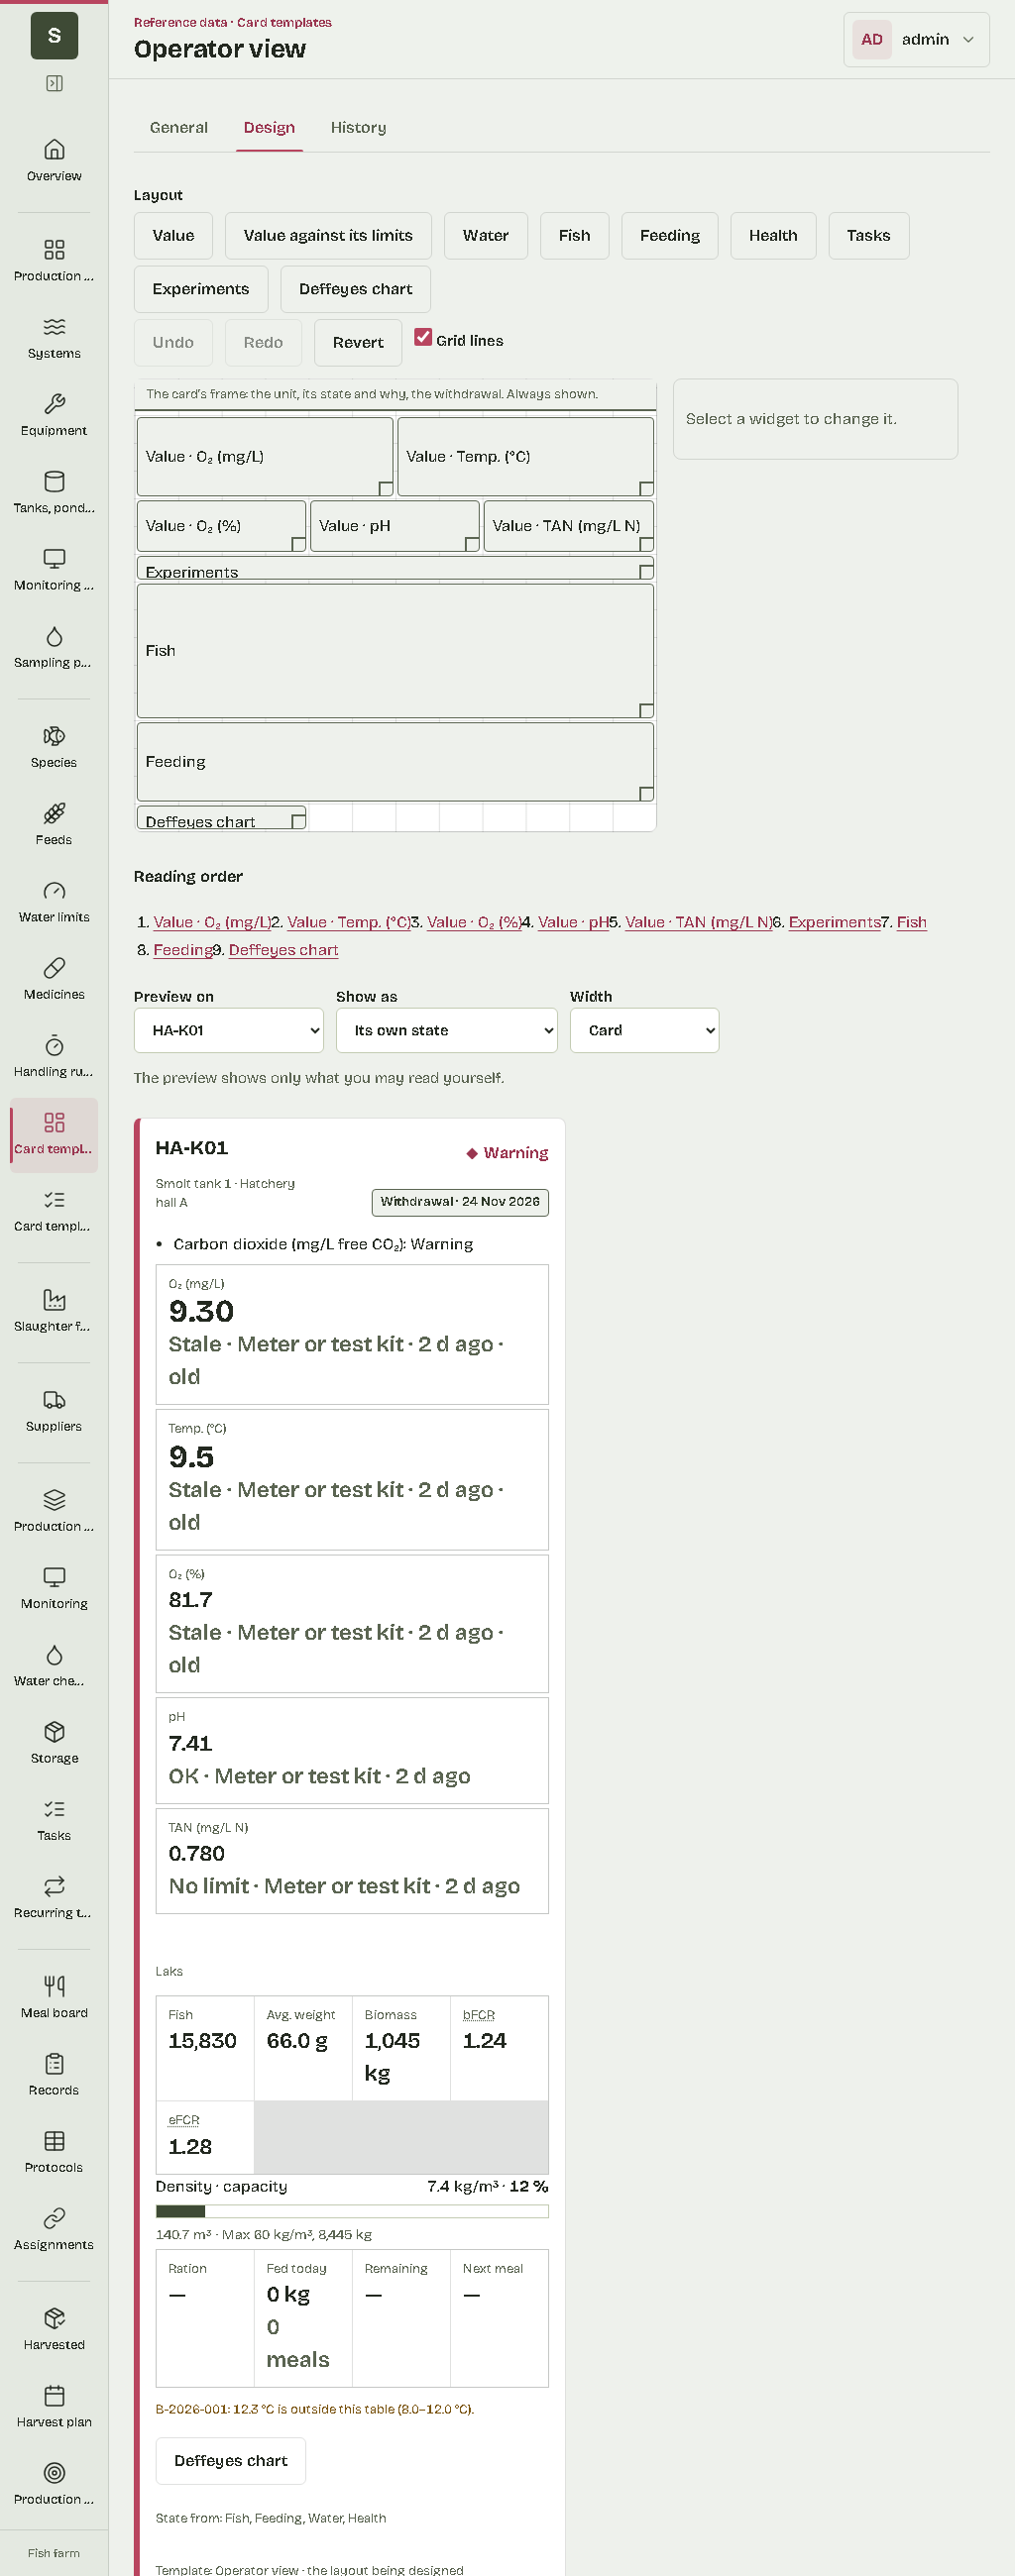 S
Reference data · Card templates
Operator view
AD admin
Overview
Production ...
Systems
Equipment
Tanks, pond...
Monitoring ...
Sampling p...
Species
Feeds
Water limits
Medicines
Handling ru...
Card templ...
Card templ...
Slaughter f...
Suppliers
Production ...
Monitoring
Water che...
Storage
Tasks
Recurring t...
Meal board
Records
Protocols
Assignments
Harvested
Harvest plan
Production ...
Fish farm
General Design History
Layout
Value Value against its limits Water Fish Feeding Health Tasks
Experiments Deffeyes chart
Undo Redo Revert Grid lines
The card's frame: the unit, its state and why, the withdrawal. Always shown.
Select a widget to change it.
Value · O₂ (mg/L) Value · Temp. (°C)
Value · O₂ (%) Value · pH Value · TAN (mg/L N)
Experiments
Fish
Feeding
Deffeyes chart
Reading order
1. Value · O₂ (mg/L)2. Value · Temp. (°C)3. Value · O₂ (%)4. Value · pH5. Value · TAN (mg/L N)6. Experiments7. Fish
8. Feeding9. Deffeyes chart
Preview on Show as Width
HA-K01 Its own state Card
The preview shows only what you may read yourself.
HA-K01 ◆ Warning
Smolt tank 1 · Hatchery
hall A
Withdrawal · 24 Nov 2026
• Carbon dioxide (mg/L free CO₂): Warning
O₂ (mg/L)
9.30
Stale · Meter or test kit · 2 d ago ·
old
Temp. (°C)
9.5
Stale · Meter or test kit · 2 d ago ·
old
O₂ (%)
81.7
Stale · Meter or test kit · 2 d ago ·
old
pH
7.41
OK · Meter or test kit · 2 d ago
TAN (mg/L N)
0.780
No limit · Meter or test kit · 2 d ago
Laks
Fish Avg. weight Biomass bFCR
15,830 66.0 g 1,045 1.24
kg
eFCR
1.28
Density · capacity 7.4 kg/m³ · 12 %
140.7 m³ · Max 60 kg/m³, 8,445 kg
Ration Fed today Remaining Next meal
— 0 kg — —
0
meals
B-2026-001: 12.3 °C is outside this table (8.0–12.0 °C).
Deffeyes chart
State from: Fish, Feeding, Water, Health
Template: Operator view · the layout being designed